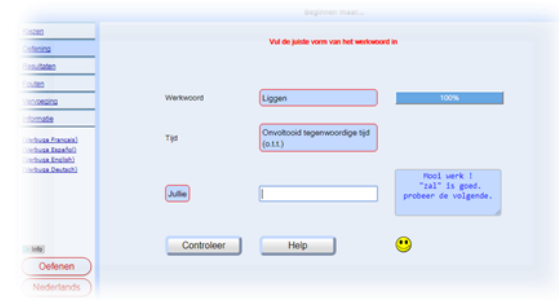 Beginnen maar...
Vul de juiste vorm van het werkwoord in
Kiezen
Oefening
Resultaten
Fouten
Vervoeging
Informatie
(Verbuga Français)
(Verbuga Español)
(Verbuga English)
(Verbuga Deutsch)
Info
Oefenen
Nederlands
Werkwoord
Liggen
100%
Tijd
Onvoltooid tegenwoordige tijd
(o.t.t.)
Jullie
Mooi werk !
"zal" is goed.
probeer de volgende.
Controleer
Help